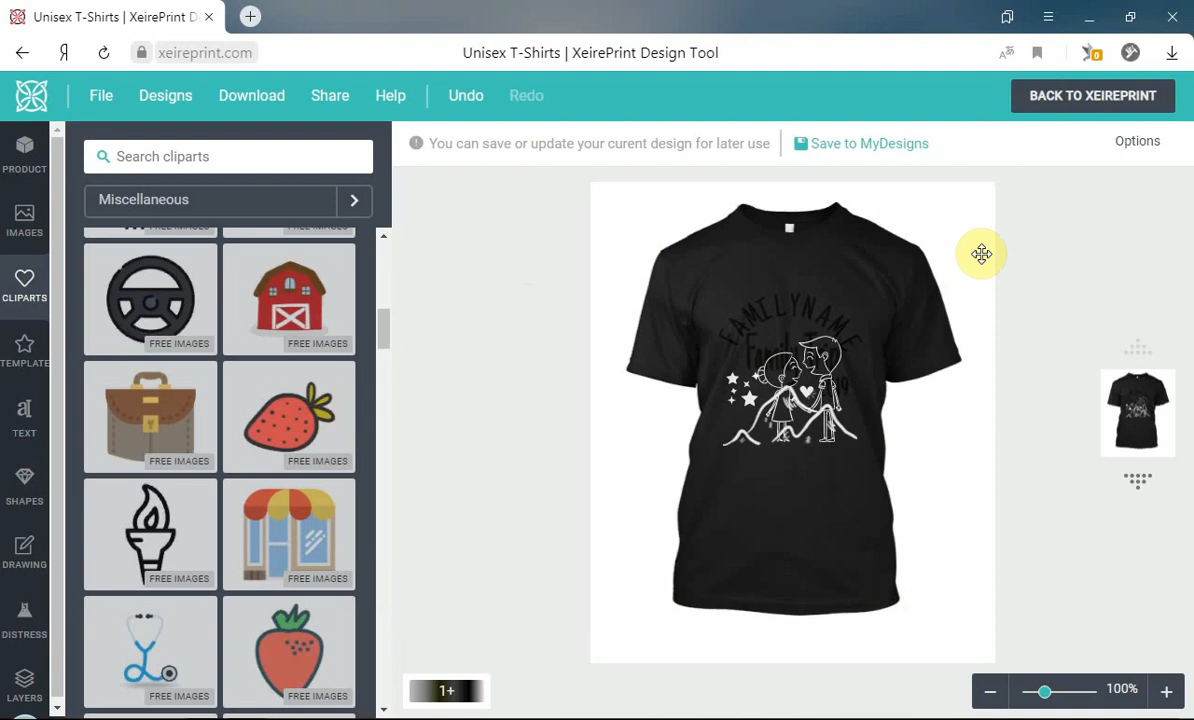 Unisex T-Shirts | XeirePrint D
xeireprint.com
Unisex T-Shirts | XeirePrint Design Tool
0
File
Designs
Download
Share
Help
Undo
Redo
BACK TO XEIREPRINT
PRODUCT
IMAGES
CLIPARTS
TEMPLATE
TEXT
SHAPES
DRAWING
DISTRESS
LAYERS
Search cliparts
Miscellaneous
FREE IMAGES
FREE IMAGES
FREE IMAGES
FREE IMAGES
FREE IMAGES
FREE IMAGES
FREE IMAGES
FREE IMAGES
You can save or update your curent design for later use
Save to MyDesigns
Options
FAMILYNAME
Family
1+
100%